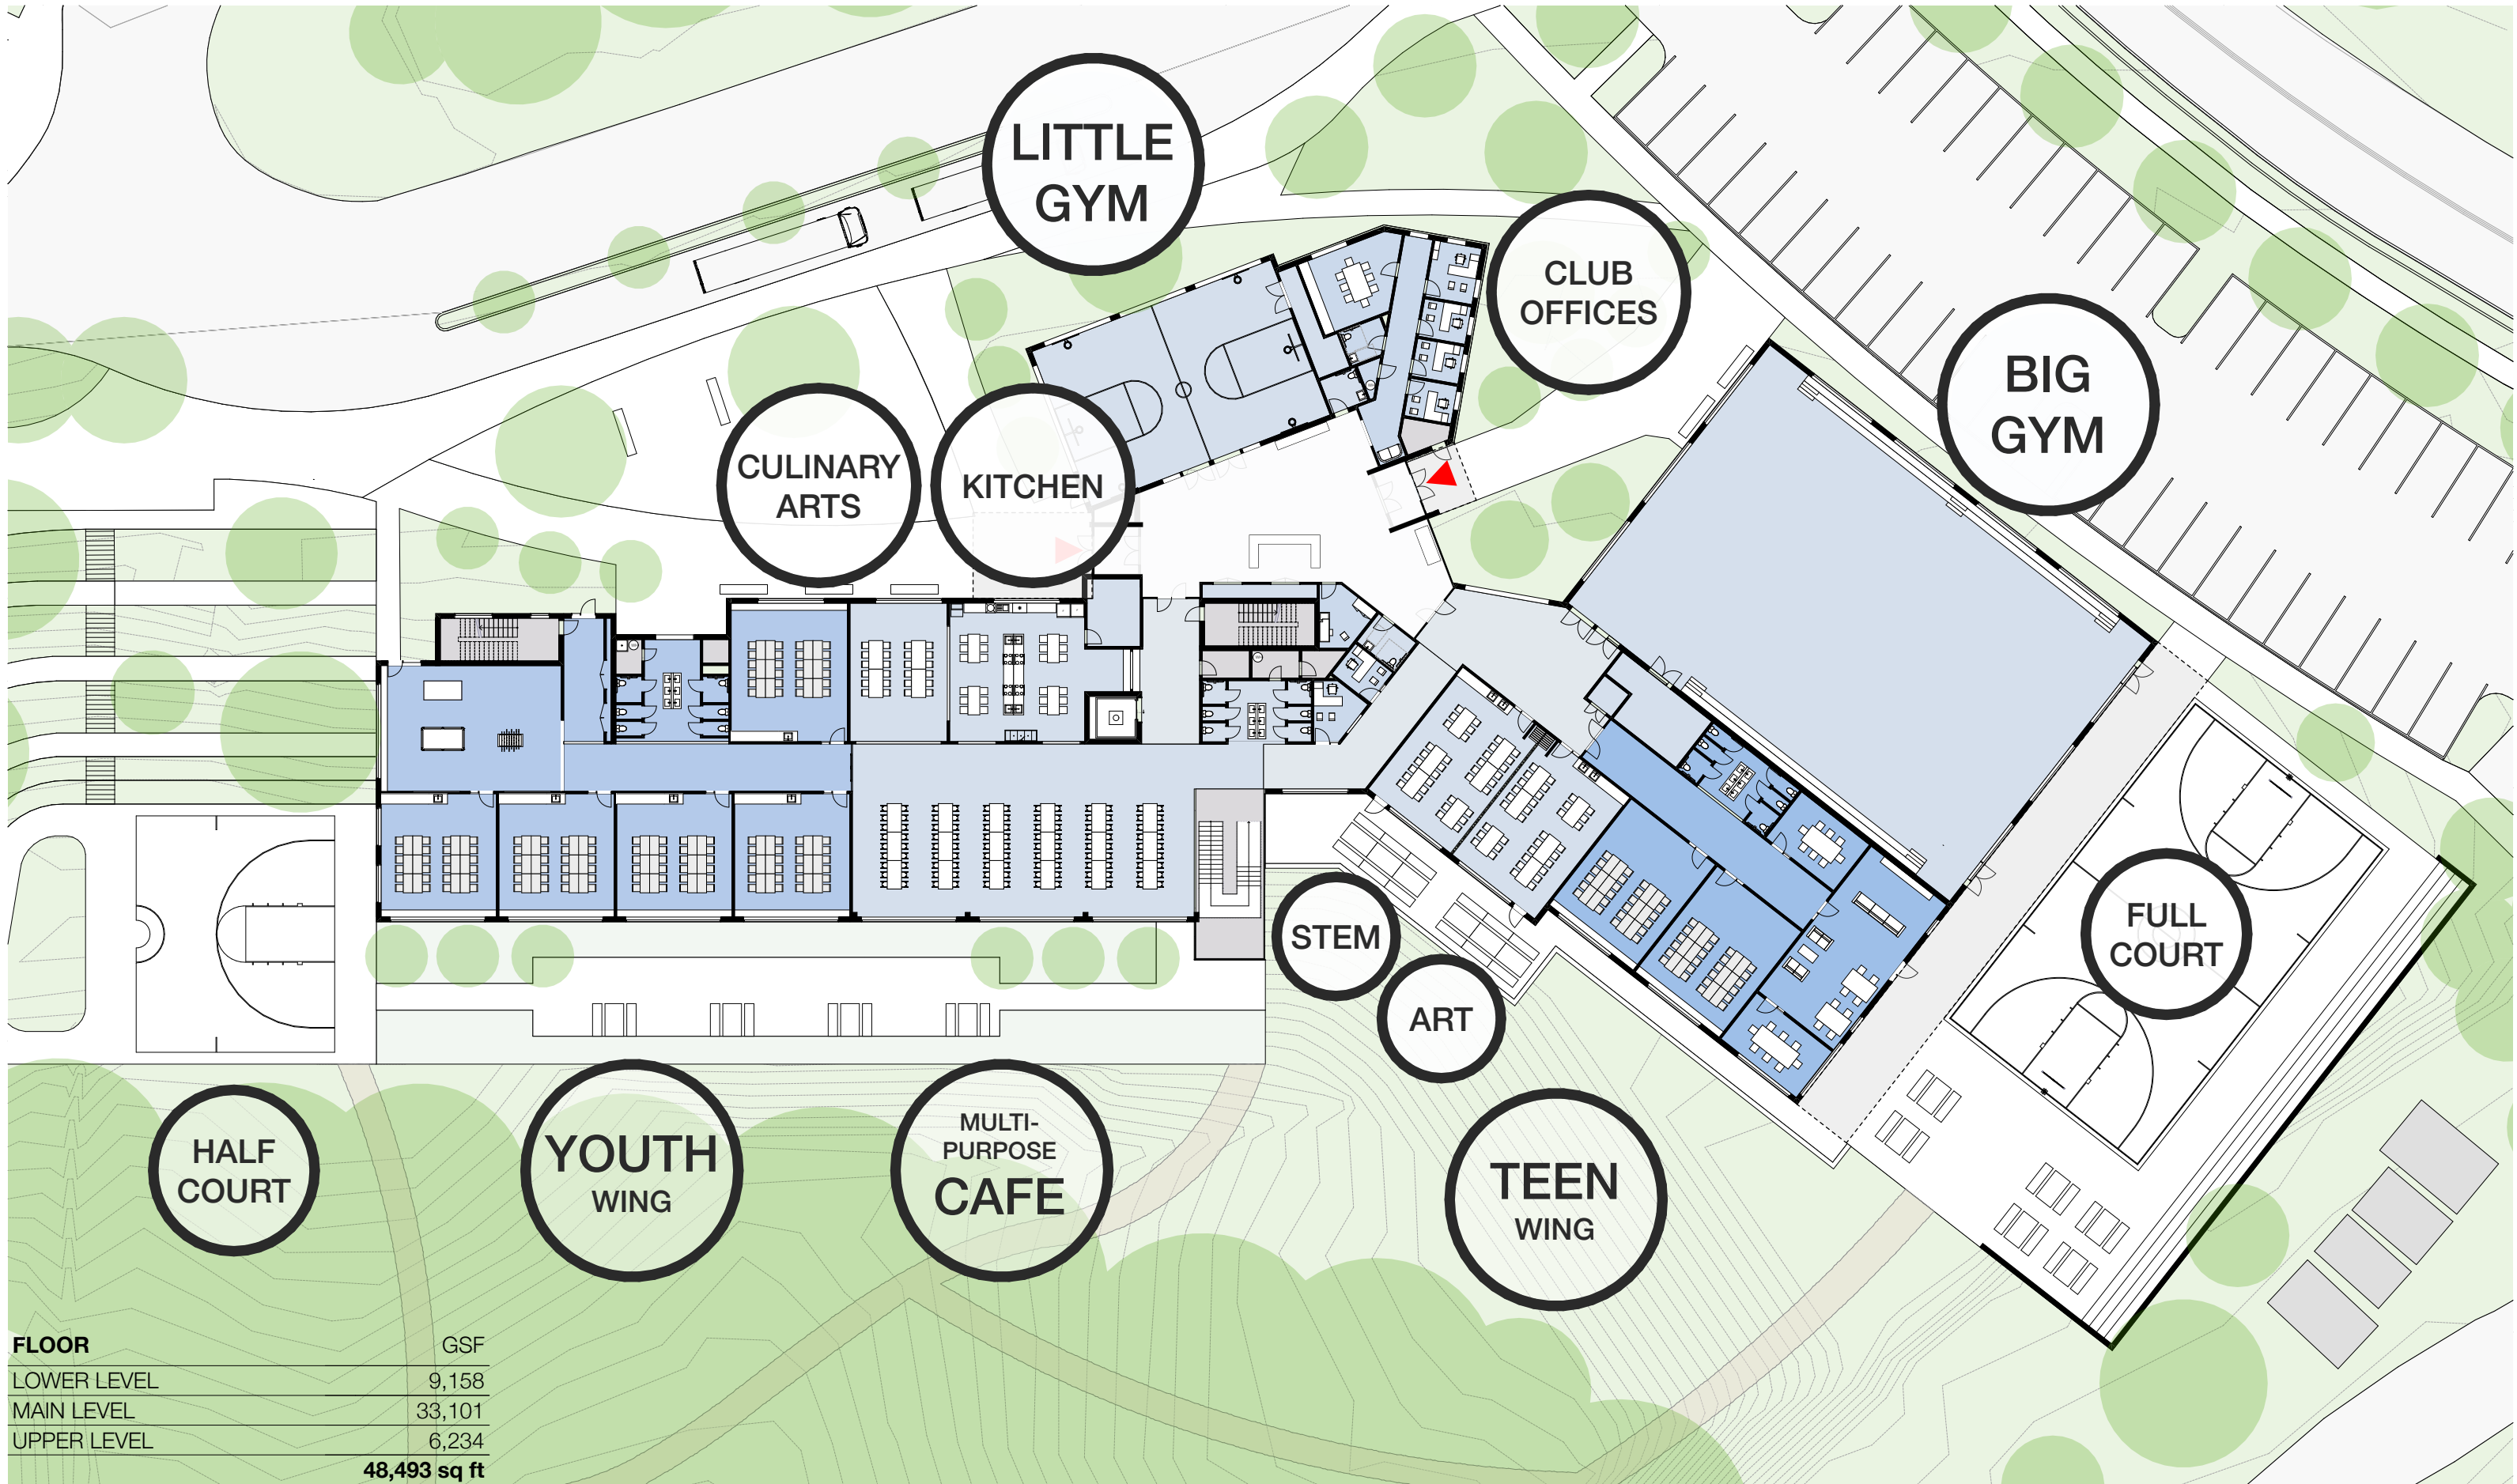 LITTLE
GYM
CLUB
OFFICES
BIG
GYM
CULINARY
ARTS
KITCHEN
STEM
ART
FULL
COURT
HALF
COURT
YOUTH
WING
MULTI-
PURPOSE
CAFE
TEEN
WING
FLOOR GSF
LOWER LEVEL 9,158
MAIN LEVEL 33,101
UPPER LEVEL 6,234
48,493 sq ft